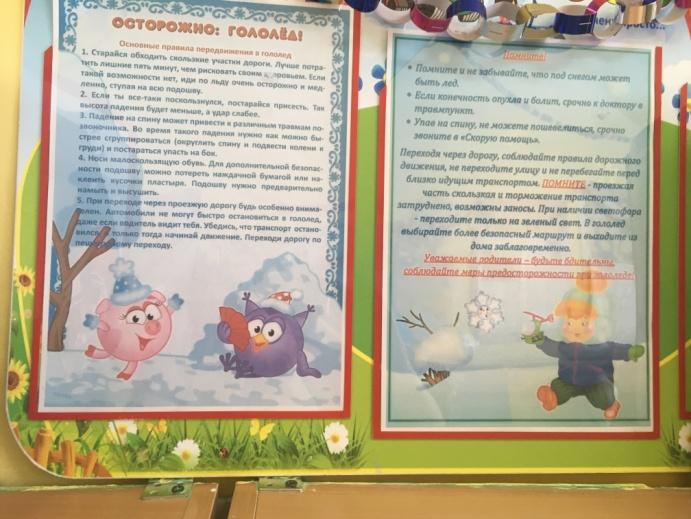 ОСТОРОЖНО: ГОЛОЛЁД!
Основные правила передвижения в гололед
1. Старайся обходить скользкие участки дороги. Лучше потра-
тить лишние пять минут, чем рисковать своим здоровьем. Если
такой возможности нет, иди по льду очень осторожно и мед-
ленно, ступая на всю подошву.
2. Если ты все-таки поскользнулся, постарайся присесть. Так
высота падения будет меньше, а удар слабее.
3. Падение на спину может привести к различным травмам по-
звоночника. Во время такого падения нужно как можно бы-
стрее сгруппироваться (округлить спину и подвести колени к
груди) и постараться упасть на бок.
4. Носи малоскользящую обувь. Для дополнительной безопас-
ности подошву можно потереть наждачной бумагой или на-
клеить кусочки пластыря. Подошву нужно предварительно
намыть и высушить.
5. При переходе через проезжую дорогу будь особенно внима-
телен. Автомобили не могут быстро остановиться в гололед,
даже если водитель видит тебя. Убедись, что транспорт остано-
вился, только тогда начинай движение. Переходи дорогу по
пешеходному переходу.
Помните!
• Помните и не забывайте, что под снегом может
быть лед.
• Если конечность опухла и болит, срочно к доктору в
травмпункт.
• Упав на спину, не можете пошевелиться, срочно
звоните в «Скорую помощь».
Переходя через дорогу, соблюдайте правила дорожного
движения, не переходите улицу и не перебегайте перед
близко идущим транспортом. ПОМНИТЕ - проезжая
часть скользкая и торможение транспорта
затруднено, возможны заносы. При наличии светофора
- переходите только на зеленый свет. В гололед
выбирайте более безопасный маршрут и выходите из
дома заблаговременно.
Уважаемые родители – будьте бдительны,
соблюдайте меры предосторожности при гололеде!